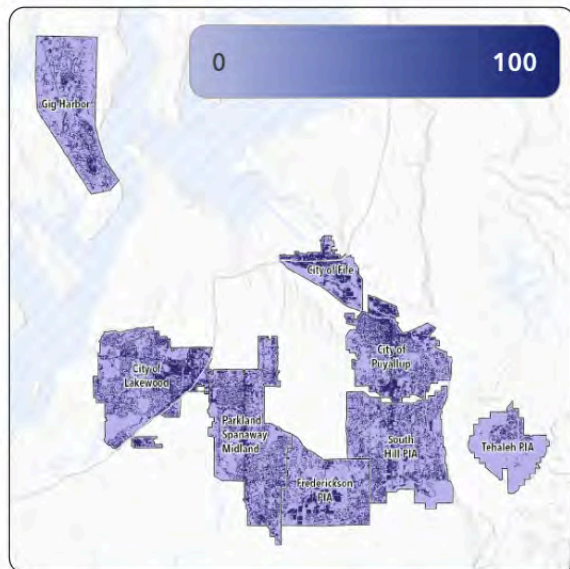 0 100
Gig Harbor
City of Fife
City of
Puyallup
City of
Lakewood
Parkland
Spanaway
Midland
South
Hill PIA
Tehaleh PIA
Frederickson
PIA